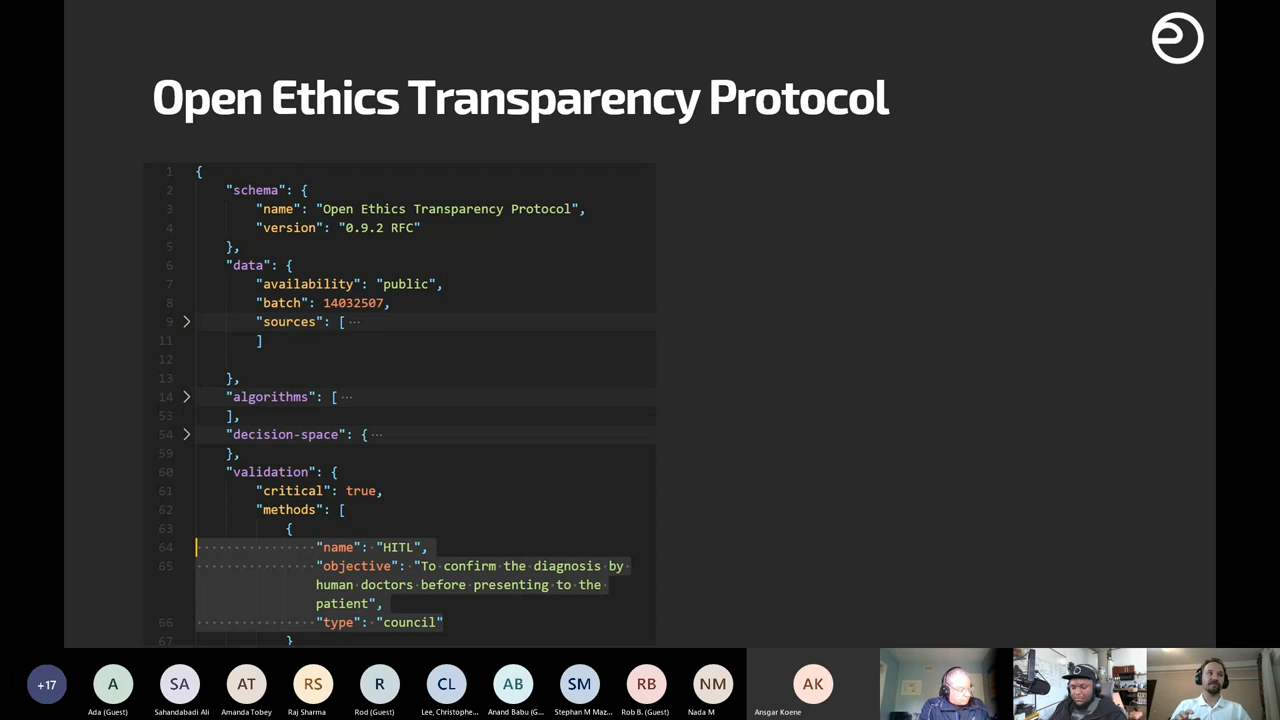 Open Ethics Transparency Protocol
1 {
2 "schema": {
3 "name": "Open Ethics Transparency Protocol",
4 "version": "0.9.2 RFC"
5 },
6 "data": {
7 "availability": "public",
8 "batch": 14032507,
9 "sources": [ ···
11 ]
12
13 },
14 "algorithms": [ ···
53 ],
54 "decision-space": { ···
59 },
60 "validation": {
61 "critical": true,
62 "methods": [
63 {
64 "name": "HITL",
65 "objective": "To confirm the diagnosis by
human doctors before presenting to the
patient",
66 "type": "council"
67 }
+17
A
SA
AT
RS
R
CL
AB
SM
RB
NM
AK
Ada (Guest)
Sahandabadi Ali
Amanda Tobey
Raj Sharma
Rod (Guest)
Lee, Christophe...
Anand Babu (G...
Stephan M Maz...
Rob B. (Guest)
Nada M
Ansgar Koene